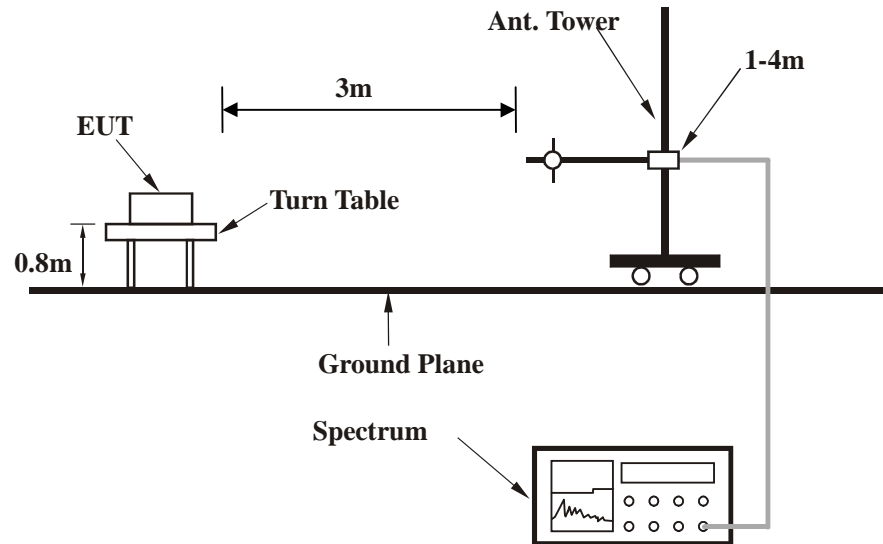 Ant. Tower
1-4m
3m
EUT
Turn Table
0.8m
Ground Plane
Spectrum